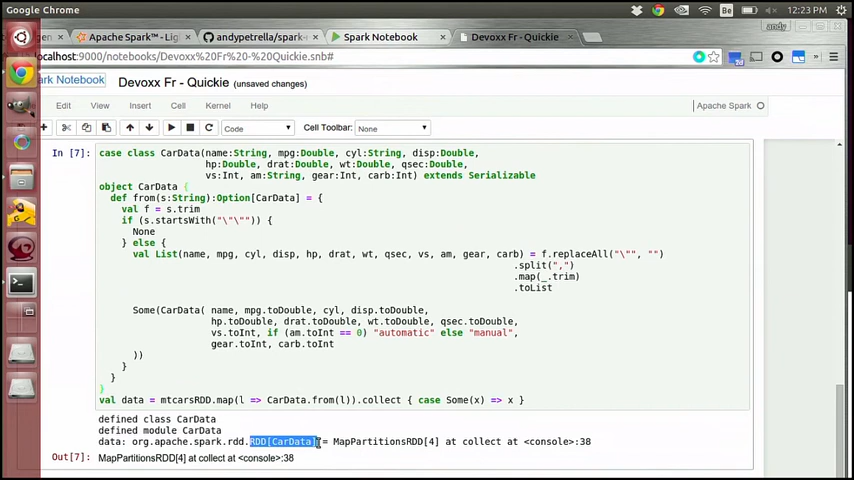 Google Chrome
Be
12:23 PM
andy
Apache Spark™ - Li
andypetrella/spark-
Spark Notebook
Devoxx Fr - Quickie
localhost:9000/notebooks/Devoxx%20Fr%20-%20Quickie.snb#
ark Notebook
Devoxx Fr - Quickie (unsaved changes)
Edit View Insert Cell Kernel Help
Apache Spark
Code
Cell Toolbar: None
In [7]:
case class CarData(name:String, mpg:Double, cyl:String, disp:Double,
hp:Double, drat:Double, wt:Double, qsec:Double,
vs:Int, am:String, gear:Int, carb:Int) extends Serializable
object CarData {
def from(s:String):Option[CarData] = {
val f = s.trim
if (s.startsWith("\"\"")) {
None
} else {
val List(name, mpg, cyl, disp, hp, drat, wt, qsec, vs, am, gear, carb) = f.replaceAll("\"", "")
.split(",")
.map(_.trim)
.toList
Some(CarData( name, mpg.toDouble, cyl, disp.toDouble,
hp.toDouble, drat.toDouble, wt.toDouble, qsec.toDouble,
vs.toInt, if (am.toInt == 0) "automatic" else "manual",
gear.toInt, carb.toInt
))
}
}
}
val data = mtcarsRDD.map(l => CarData.from(l)).collect { case Some(x) => x }
defined class CarData
defined module CarData
data: org.apache.spark.rdd.RDD[CarData] = MapPartitionsRDD[4] at collect at <console>:38
Out[7]:
MapPartitionsRDD[4] at collect at <console>:38